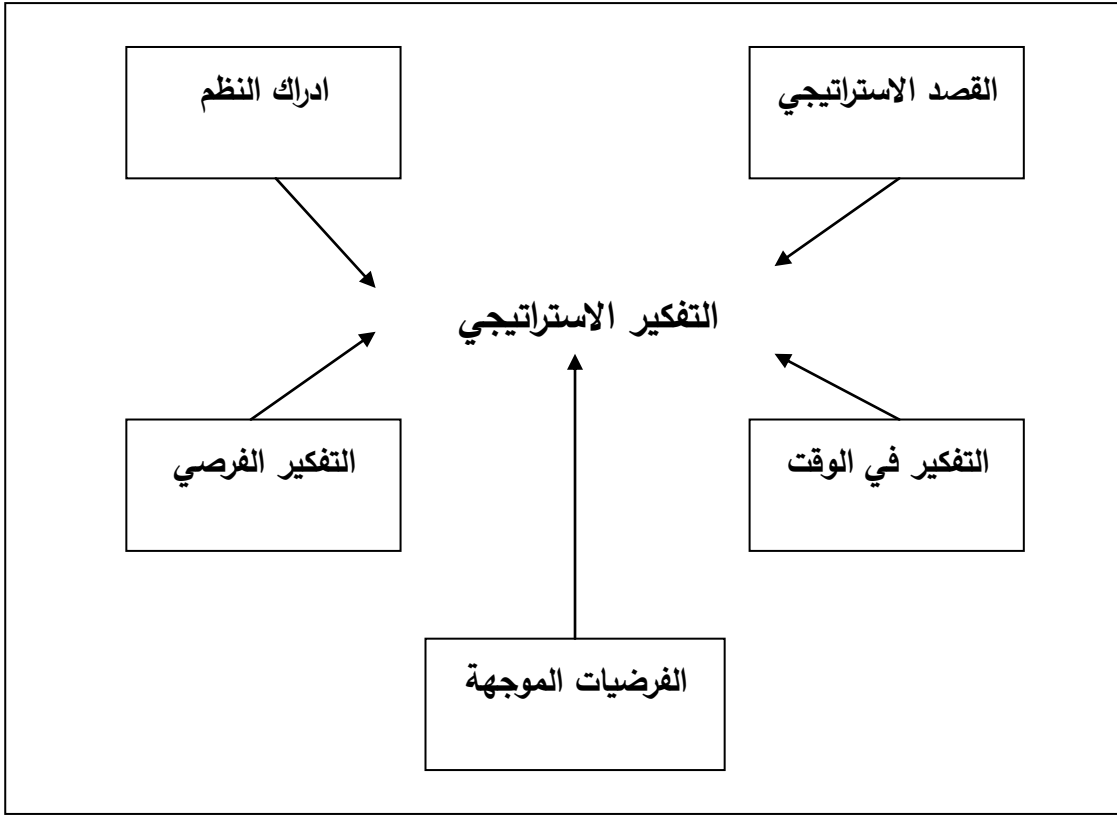 القصد الاستراتيجي
ادراك النظم
التفكير الاستراتيجي
التفكير في الوقت
التفكير الفرصي
الفرضيات الموجهة